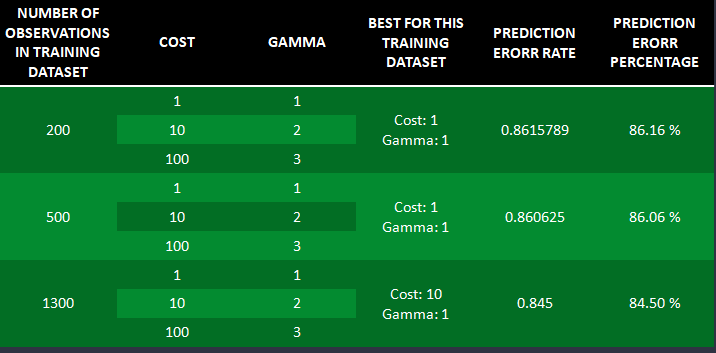 NUMBER OF
OBSERVATIONS
IN TRAINING
DATASET
COST
GAMMA
BEST FOR THIS
TRAINING
DATASET
PREDICTION
ERORR RATE
PREDICTION
ERORR
PERCENTAGE
200
1 1
10 2
100 3
Cost: 1
Gamma: 1
0.8615789
86.16 %
500
1 1
10 2
100 3
Cost: 1
Gamma: 1
0.860625
86.06 %
1300
1 1
10 2
100 3
Cost: 10
Gamma: 1
0.845
84.50 %